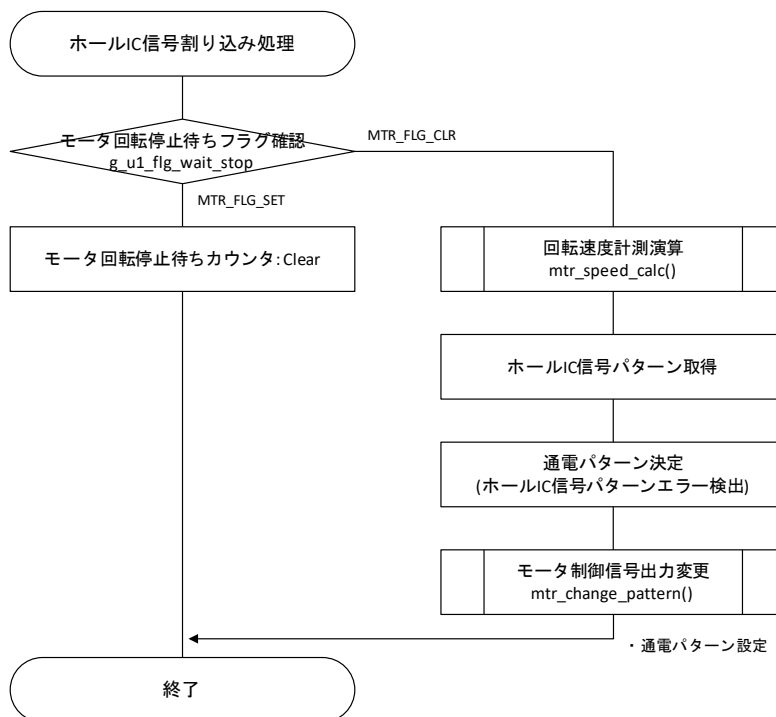 ホールIC信号割り込み処理
モータ回転停止待ちフラグ確認
g_u1_flg_wait_stop
MTR_FLG_CLR
MTR_FLG_SET
モータ回転停止待ちカウンタ: Clear
回転速度計測演算
mtr_speed_calc()
ホールIC信号パターン取得
通電パターン決定
(ホールIC信号パターンエラー検出)
モータ制御信号出力変更
mtr_change_pattern()
・通電パターン設定
終了